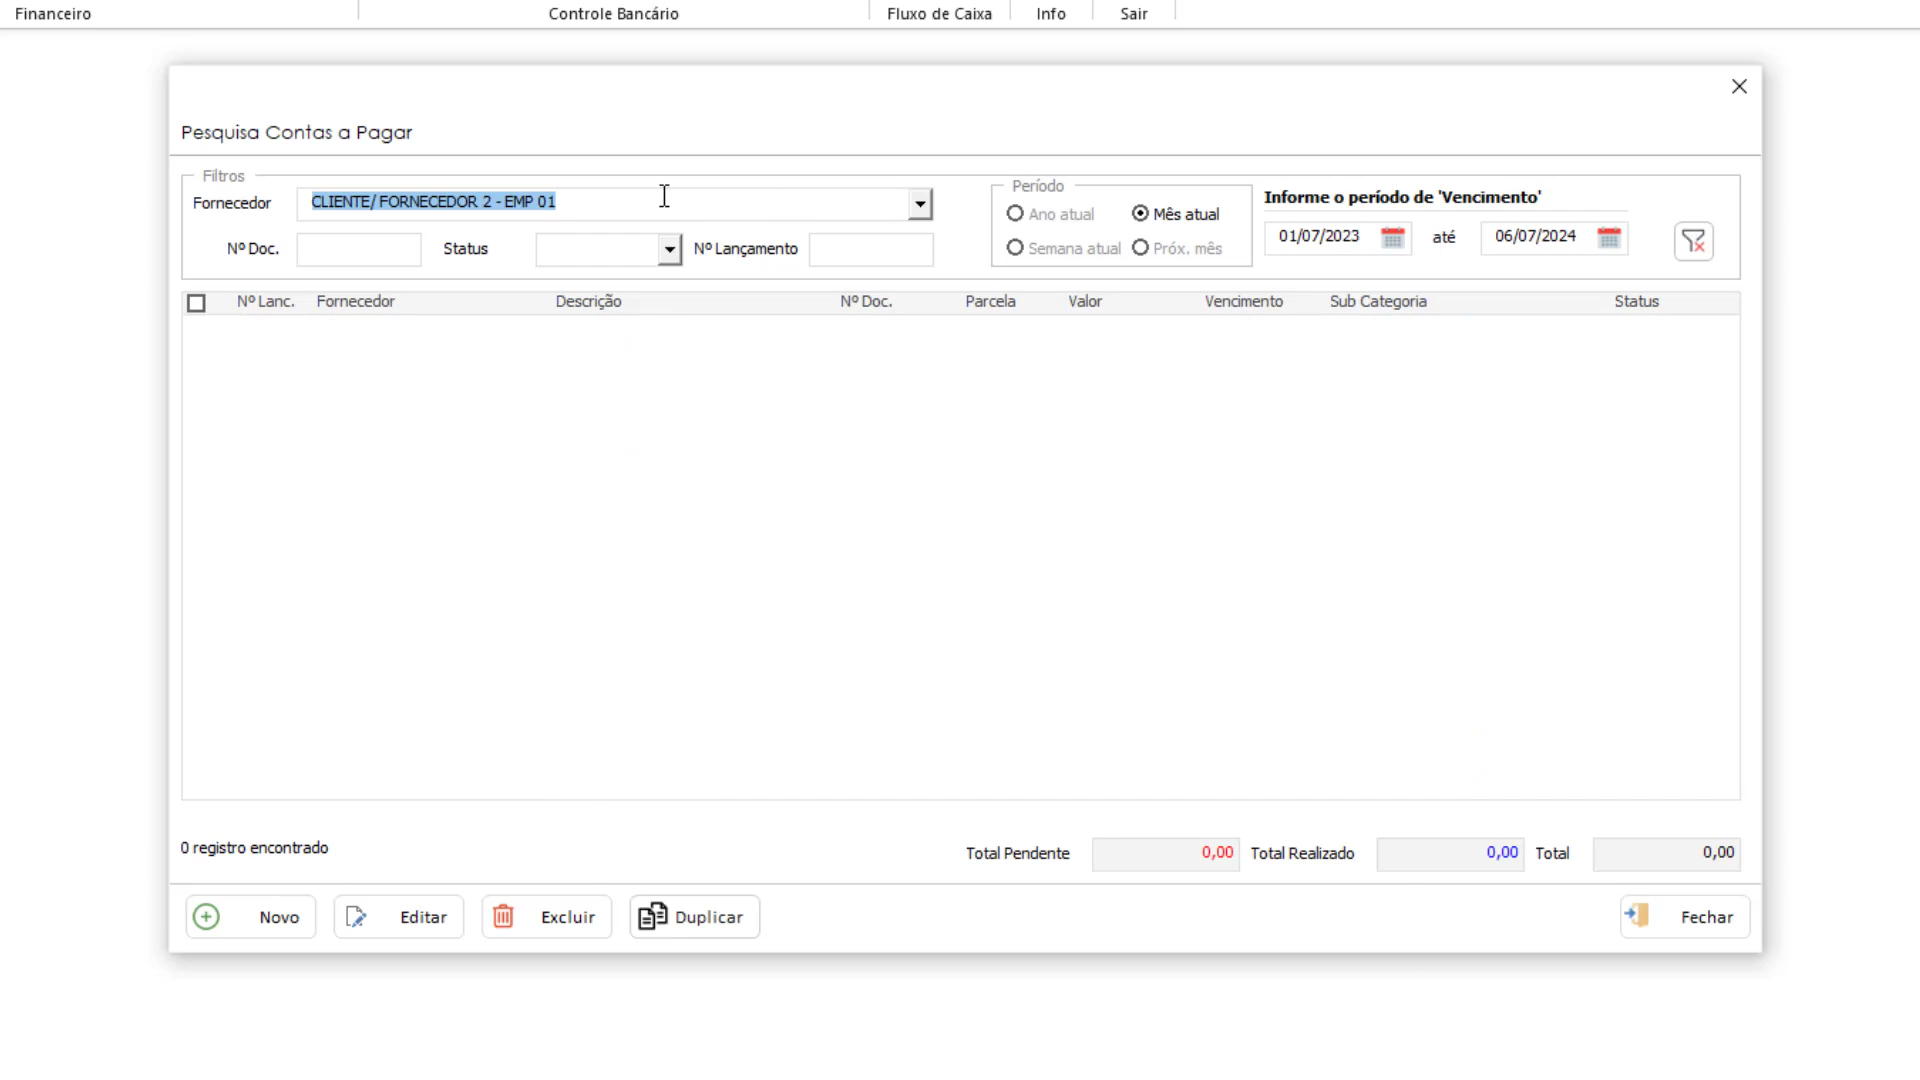 Financeiro Controle Bancário Fluxo de Caixa Info Sair
Pesquisa Contas a Pagar
Filtros
Fornecedor CLIENTE/ FORNECEDOR 2 - EMP 01
Nº Doc. Status Nº Lançamento
Período
Ano atual Mês atual
Semana atual Próx. mês
Informe o período de 'Vencimento'
01/07/2023 até 06/07/2024
Nº Lanc. Fornecedor Descrição Nº Doc. Parcela Valor Vencimento Sub Categoria Status
0 registro encontrado
Total Pendente 0,00 Total Realizado 0,00 Total 0,00
Novo Editar Excluir Duplicar Fechar